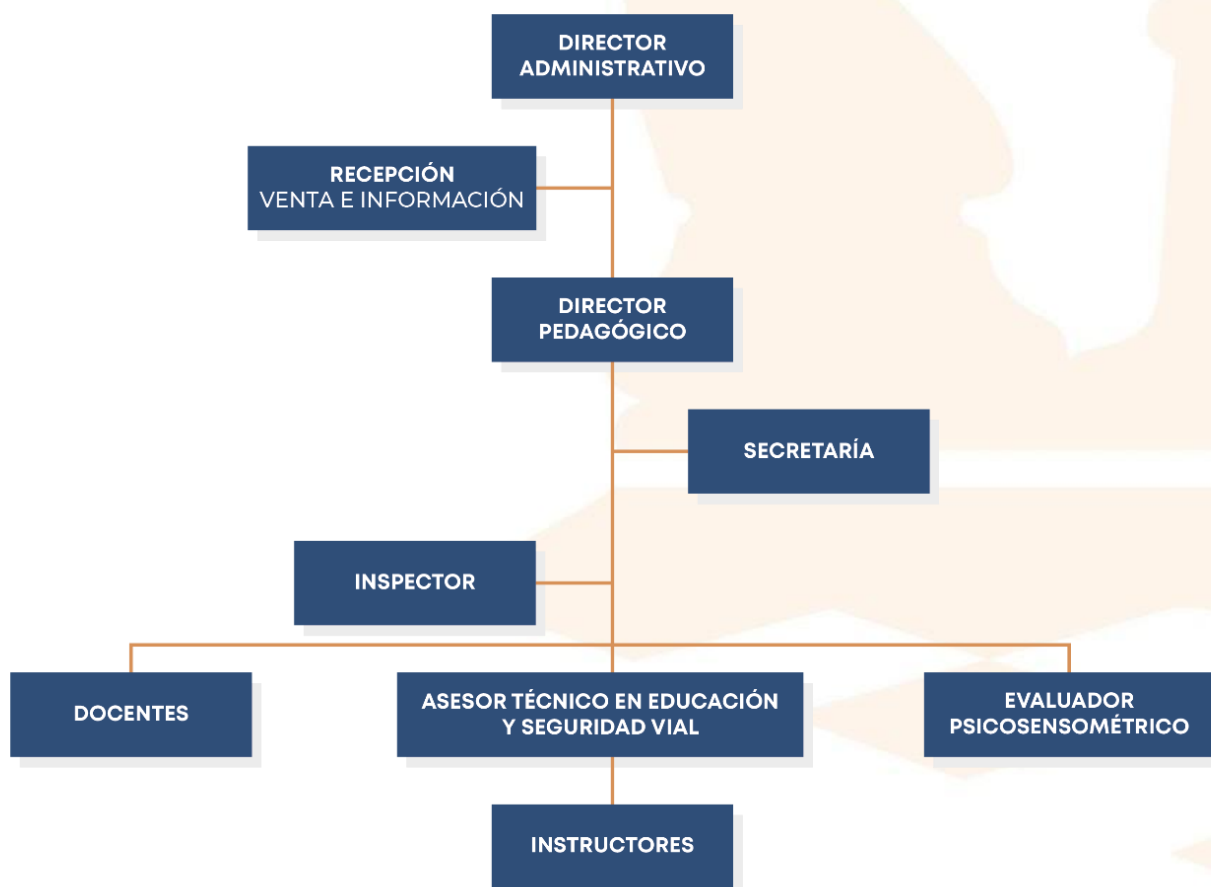 DIRECTOR
ADMINISTRATIVO
RECEPCIÓN
VENTA E INFORMACIÓN
DIRECTOR
PEDAGÓGICO
SECRETARÍA
INSPECTOR
DOCENTES
ASESOR TÉCNICO EN EDUCACIÓN
Y SEGURIDAD VIAL
EVALUADOR
PSICOSENSOMÉTRICO
INSTRUCTORES